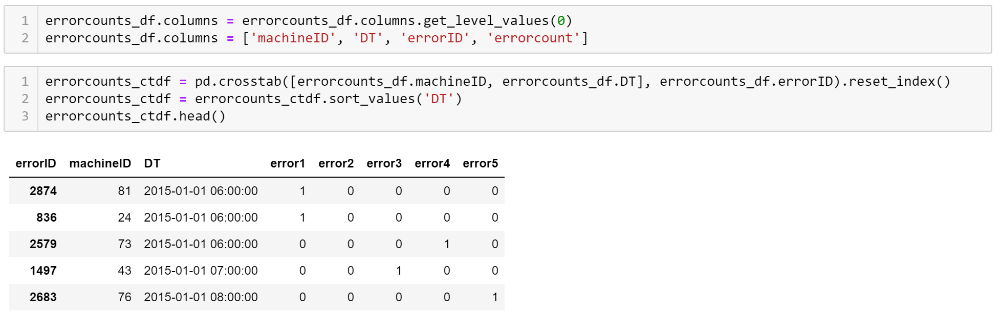 1 errorcounts_df.columns = errorcounts_df.columns.get_level_values(0)
2 errorcounts_df.columns = ['machineID', 'DT', 'errorID', 'errorcount']
1 errorcounts_ctdf = pd.crosstab([errorcounts_df.machineID, errorcounts_df.DT], errorcounts_df.errorID).reset_index()
2 errorcounts_ctdf = errorcounts_ctdf.sort_values('DT')
3 errorcounts_ctdf.head()
errorID machineID DT error1 error2 error3 error4 error5
2874 81 2015-01-01 06:00:00 1 0 0 0 0
836 24 2015-01-01 06:00:00 1 0 0 0 0
2579 73 2015-01-01 06:00:00 0 0 0 1 0
1497 43 2015-01-01 07:00:00 0 0 1 0 0
2683 76 2015-01-01 08:00:00 0 0 0 0 1